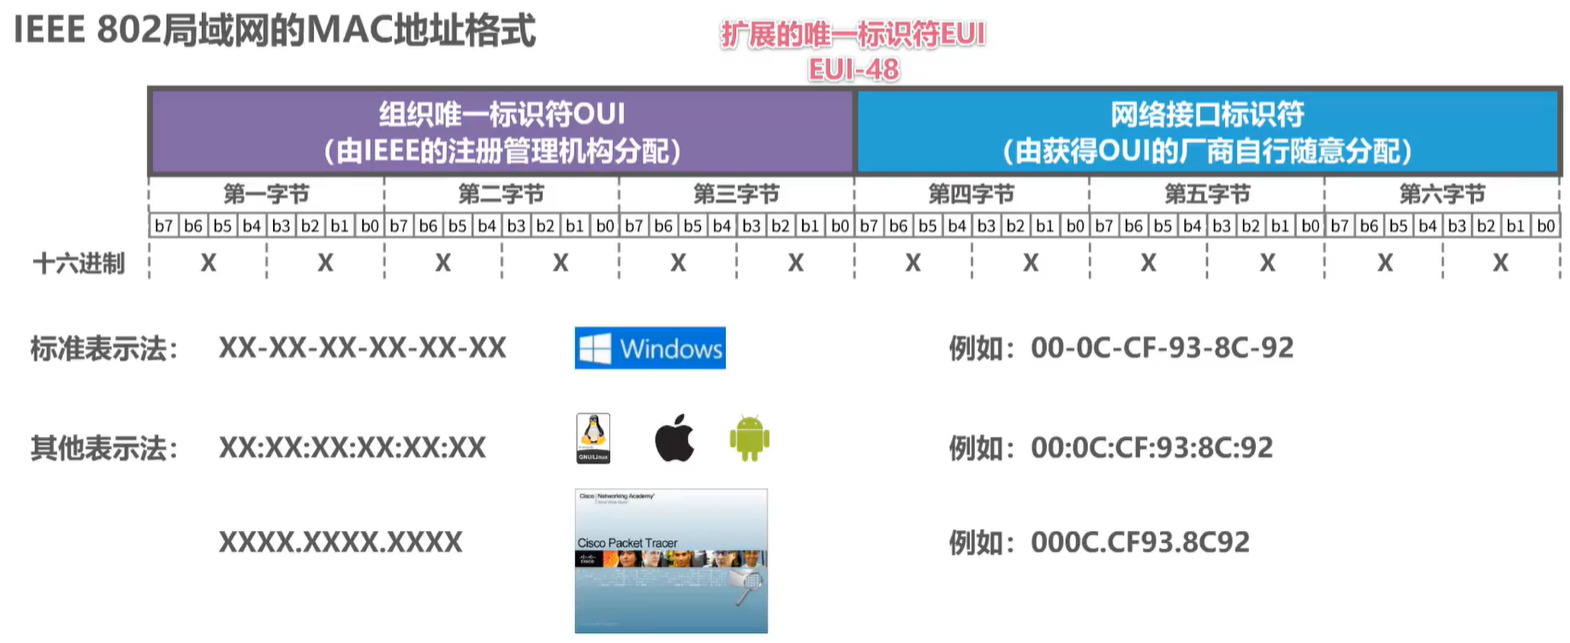 IEEE 802局域网的MAC地址格式
扩展的唯一标识符EUI
EUI-48
组织唯一标识符OUI
（由IEEE的注册管理机构分配）
网络接口标识符
（由获得OUI的厂商自行随意分配）
第一字节 第二字节 第三字节 第四字节 第五字节 第六字节
b7 b6 b5 b4 b3 b2 b1 b0 b7 b6 b5 b4 b3 b2 b1 b0 b7 b6 b5 b4 b3 b2 b1 b0 b7 b6 b5 b4 b3 b2 b1 b0 b7 b6 b5 b4 b3 b2 b1 b0 b7 b6 b5 b4 b3 b2 b1 b0
十六进制 X X X X X X X X X X X X
标准表示法： XX-XX-XX-XX-XX-XX Windows 例如：00-0C-CF-93-8C-92
其他表示法： XX:XX:XX:XX:XX:XX GNU/Linux 例如：00:0C:CF:93:8C:92
Cisco Networking Academy
Cisco Packet Tracer
XXXX.XXXX.XXXX 例如：000C.CF93.8C92